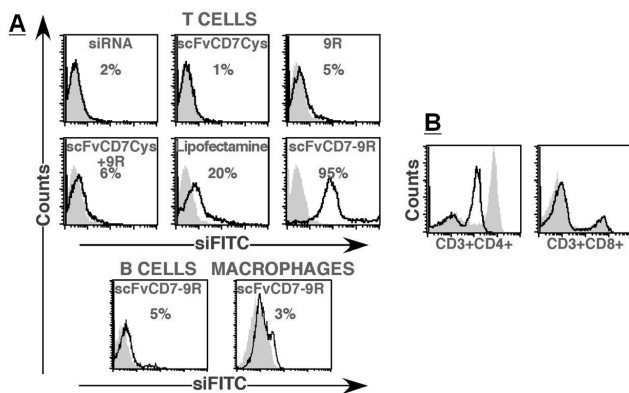 A
T CELLS
siRNA
2%
scFvCD7Cys
1%
9R
5%
scFvCD7Cys
+9R
6%
Lipofectamine
20%
scFvCD7-9R
95%
Counts
siFITC
B CELLS
scFvCD7-9R
5%
MACROPHAGES
scFvCD7-9R
3%
siFITC
B
CD3+CD4+
CD3+CD8+